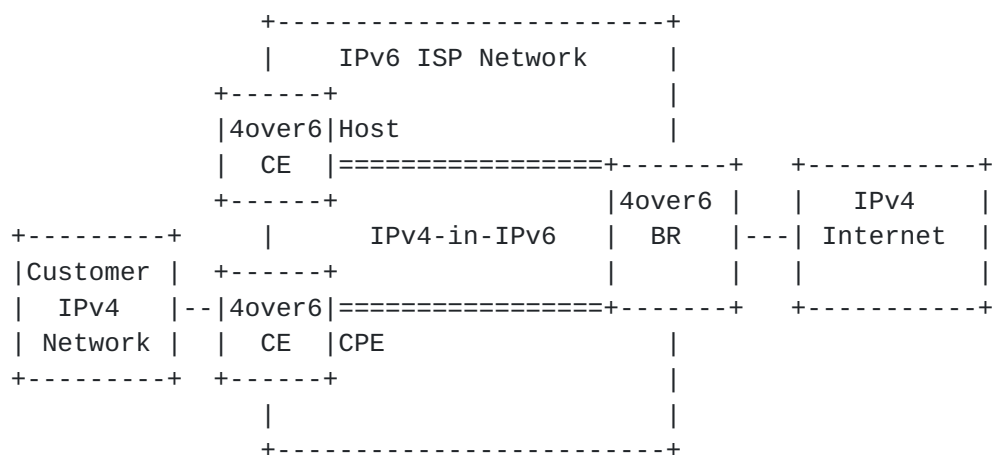 IPv6 ISP Network
4over6 Host
CE
4over6
BR
IPv4
Internet
IPv4-in-IPv6
Customer
IPv4
Network
4over6
CE CPE